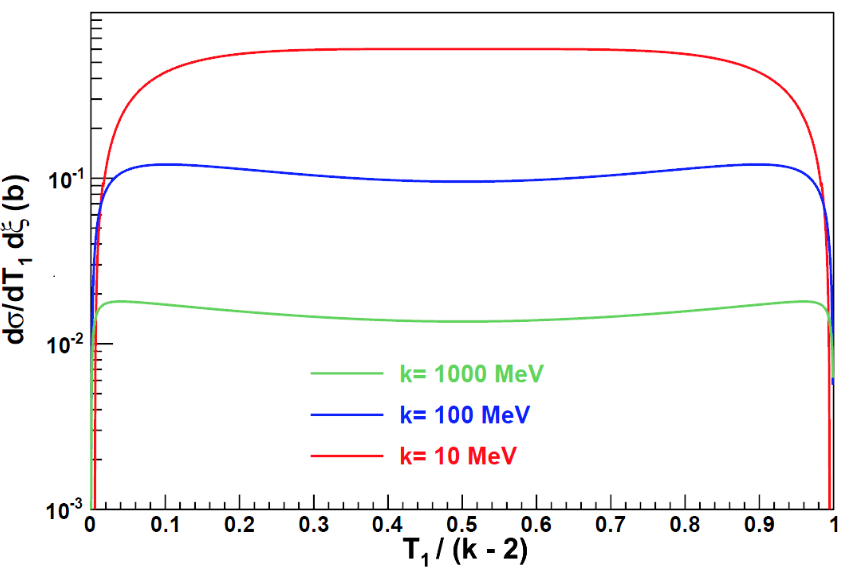 dσ/dT₁ dξ (b)
10⁻¹
10⁻²
10⁻³
k= 1000 MeV
k= 100 MeV
k= 10 MeV
0 0.1 0.2 0.3 0.4 0.5 0.6 0.7 0.8 0.9 1
T₁ / (k - 2)